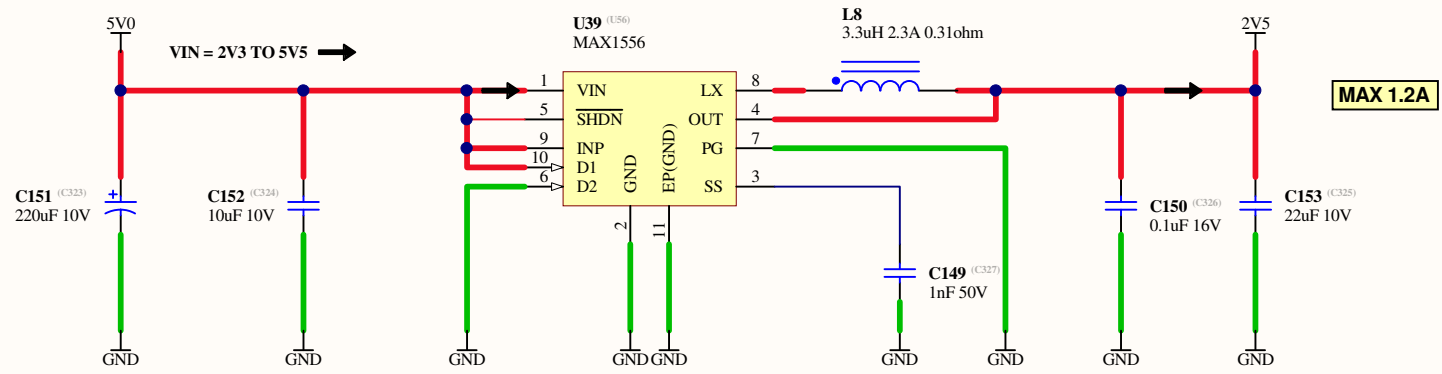 5V0
VIN = 2V3 TO 5V5
U39 (U56)
MAX1556
L8
3.3uH 2.3A 0.31ohm
2V5
MAX 1.2A
1 VIN
5 SHDN
9 INP
10 D1
6 D2
LX 8
OUT 4
PG 7
SS 3
GND
EP(GND)
2
11
C151 (C323)
220uF 10V
C152 (C324)
10uF 10V
C149 (C327)
1nF 50V
C150 (C326)
0.1uF 16V
C153 (C325)
22uF 10V
GND
GND
GND
GND
GND
GND
GND
GND
GND